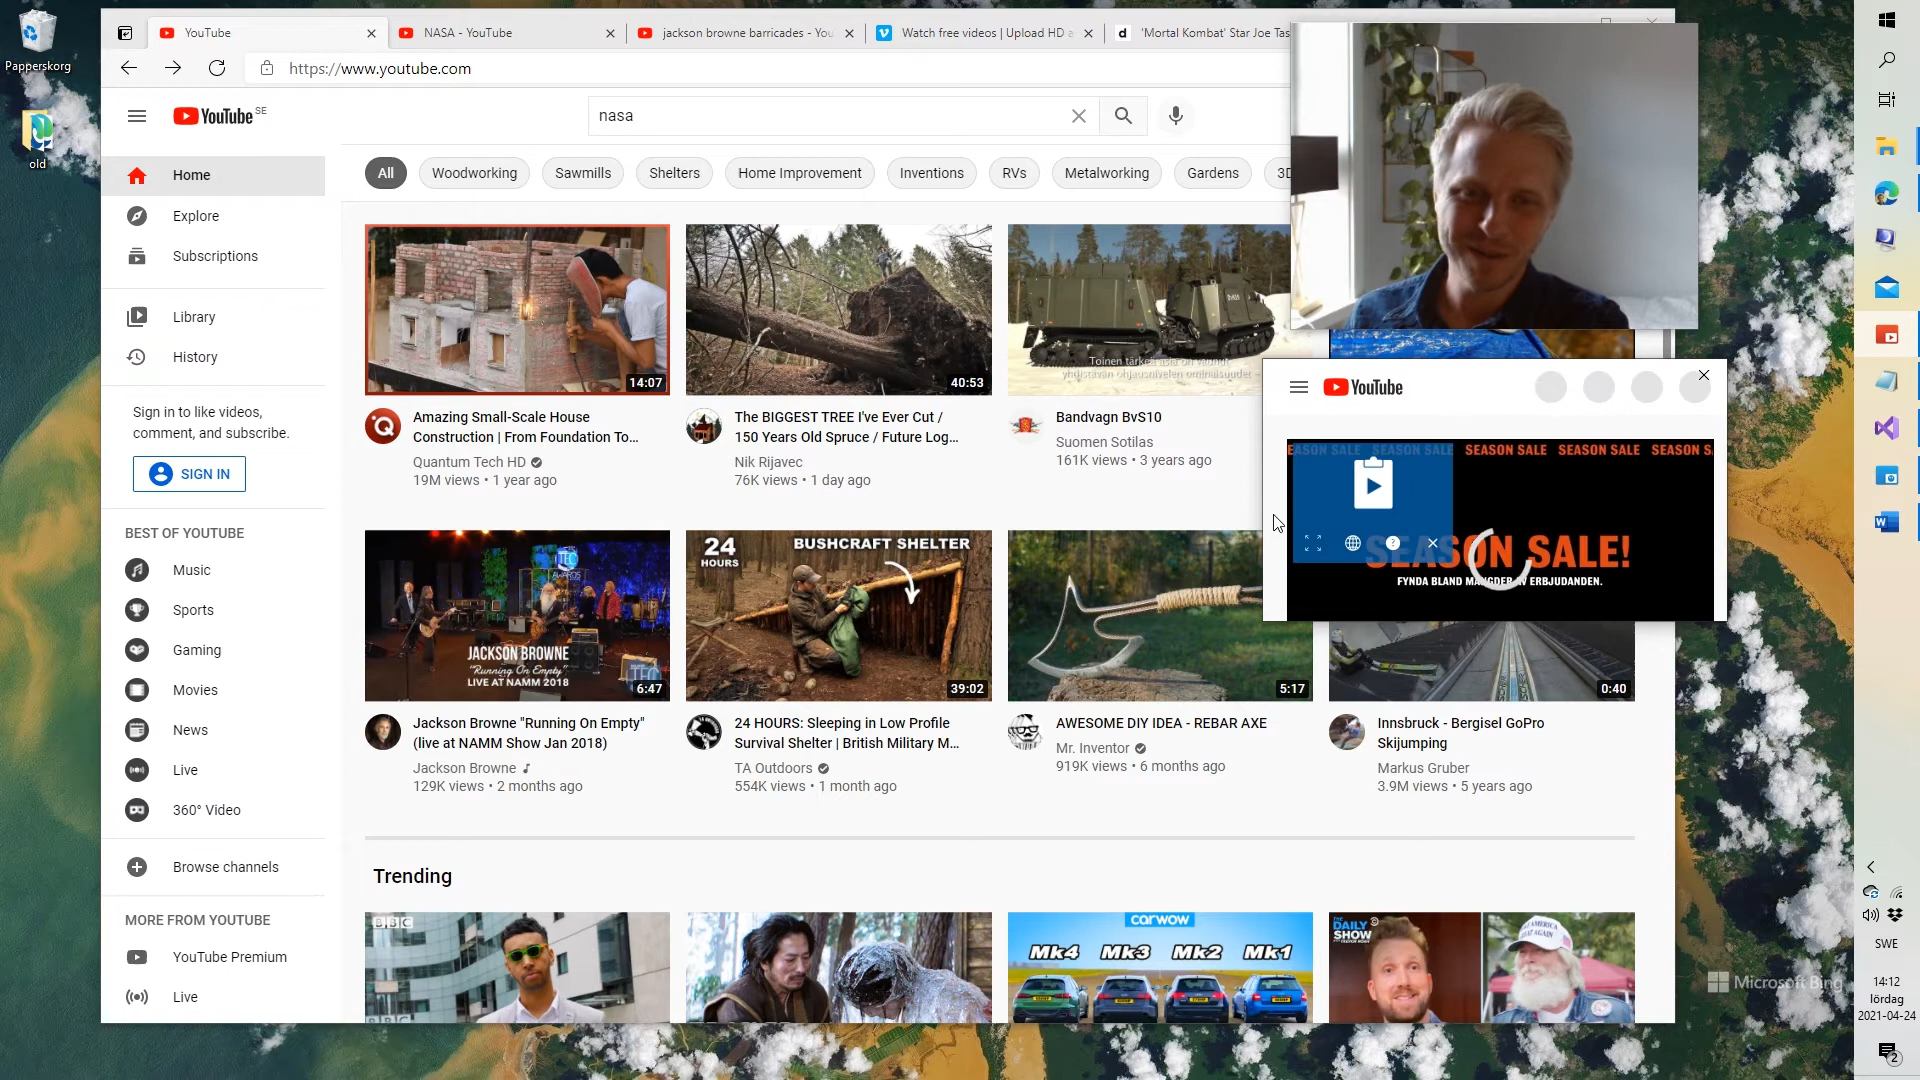 Papperskorg
old
YouTube
NASA - YouTube
jackson browne barricades - You
Watch free videos | Upload HD a
'Mortal Kombat' Star Joe Tas
https://www.youtube.com
YouTube SE
nasa
All
Woodworking
Sawmills
Shelters
Home Improvement
Inventions
RVs
Metalworking
Gardens
3D
Home
Explore
Subscriptions
Library
History
Sign in to like videos,
comment, and subscribe.
SIGN IN
BEST OF YOUTUBE
Music
Sports
Gaming
Movies
News
Live
360° Video
Browse channels
MORE FROM YOUTUBE
YouTube Premium
Live
14:07
Amazing Small-Scale House
Construction | From Foundation To...
Quantum Tech HD
19M views • 1 year ago
40:53
The BIGGEST TREE I've Ever Cut /
150 Years Old Spruce / Future Log...
Nik Rijavec
76K views • 1 day ago
Bandvagn BvS10
Suomen Sotilas
161K views • 3 years ago
YouTube
SEASON SALE SEASON SALE SEASON S
SEASON SALE!
JACKSON BROWNE
"Running On Empty"
LIVE AT NAMM 2018
6:47
Jackson Browne "Running On Empty"
(live at NAMM Show Jan 2018)
Jackson Browne
129K views • 2 months ago
24
HOURS
BUSHCRAFT SHELTER
39:02
24 HOURS: Sleeping in Low Profile
Survival Shelter | British Military M...
TA Outdoors
554K views • 1 month ago
5:17
AWESOME DIY IDEA - REBAR AXE
Mr. Inventor
919K views • 6 months ago
0:40
Innsbruck - Bergisel GoPro
Skijumping
Markus Gruber
3.9M views • 5 years ago
Trending
BBC
carwow
Mk4 Mk3 Mk2 Mk1
THE
DAILY
SHOW
Microsoft Bing
SWE
14:12
lördag
2021-04-24
2